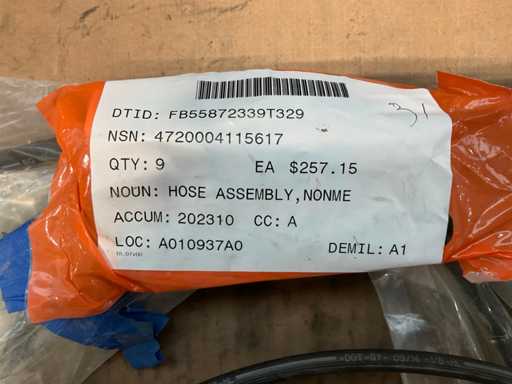 DTID: FB55872339T329
31
NSN: 4720004115617
QTY: 9 EA $257.15
NOUN: HOSE ASSEMBLY,NONME
ACCUM: 202310 CC: A
LOC: A010937A0 DEMIL: A1